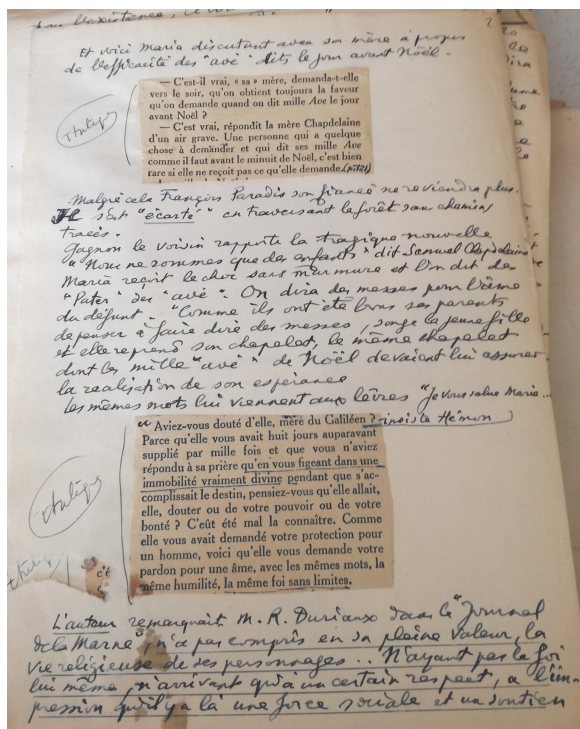 2
Et voici Maria discutant avec sa mère à propos
de l'efficacité des "avé" dits le jour avant Noël.
— C'est-il vrai, « sa » mère, demanda-t-elle
vers le soir, qu'on obtient toujours la faveur
qu'on demande quand on dit mille Ave le jour
avant Noël ?
— C'est vrai, répondit la mère Chapdelaine
d'un air grave. Une personne qui a quelque
chose à demander et qui dit ses mille Ave
comme il faut avant le minuit de Noël, c'est bien
rare si elle ne reçoit pas ce qu'elle demande. (p. 121)
italique
Malgré cela François Paradis son fiancé ne reviendra plus.
Il s'est "écarté" en traversant la forêt sans chemins
tracés.
Gagnon le voisin rapporte la tragique nouvelle
"Nous ne sommes que des enfants" dit Samuel Chapdelaine
Maria reçoit le choc sans murmure et l'on dit des
"Pater" des "avé". On dira des messes pour l'âme
du défunt. "Comme ils ont été bons ses parents
de penser à faire dire des messes, songe la jeune fille
et elle reprend son chapelet, le même chapelet
dont les mille "avé" de Noël devaient lui assurer
la realisation de son espérance
Les mêmes mots lui viennent aux lèvres "Je vous salue Marie...
" Aviez-vous douté d'elle, mère du Galiléen ? - insiste Hémon
Parce qu'elle vous avait huit jours auparavant
supplié par mille fois et que vous n'aviez
répondu à sa prière qu'en vous figeant dans une
immobilité vraiment divine pendant que s'ac-
complissait le destin, pensiez-vous qu'elle allait,
elle, douter ou de votre pouvoir ou de votre
bonté ? C'eût été mal la connaître. Comme
elle vous avait demandé votre protection pour
un homme, voici qu'elle vous demande votre
pardon pour une âme, avec les mêmes mots, la
même humilité, la même foi sans limites.
italique
c'é
L'auteur remarquait M. R. Durianxo dans le "Journal
de la Marne", n'a pas compris en sa pleine valeur, la
vie religieuse de ses personnages .. N'ayant pas la foi
lui même, n'arrivant qu'à un certain respect, a l'im-
pression qu'il y a là une force sociale et un soutien